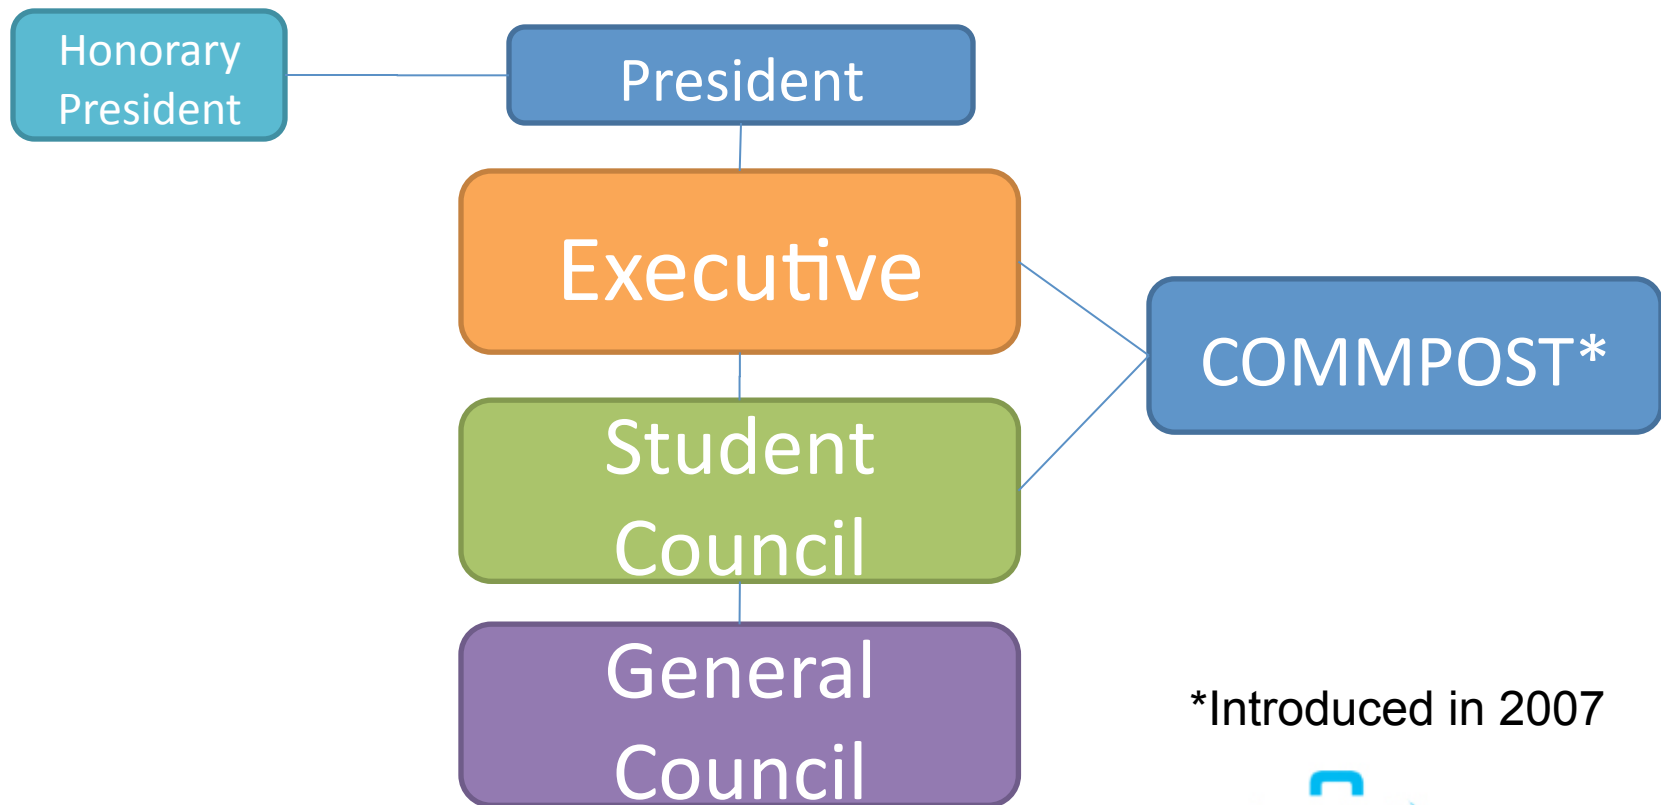 Honorary
President
President
Executive
COMMPOST*
Student
Council
General
Council
*Introduced in 2007